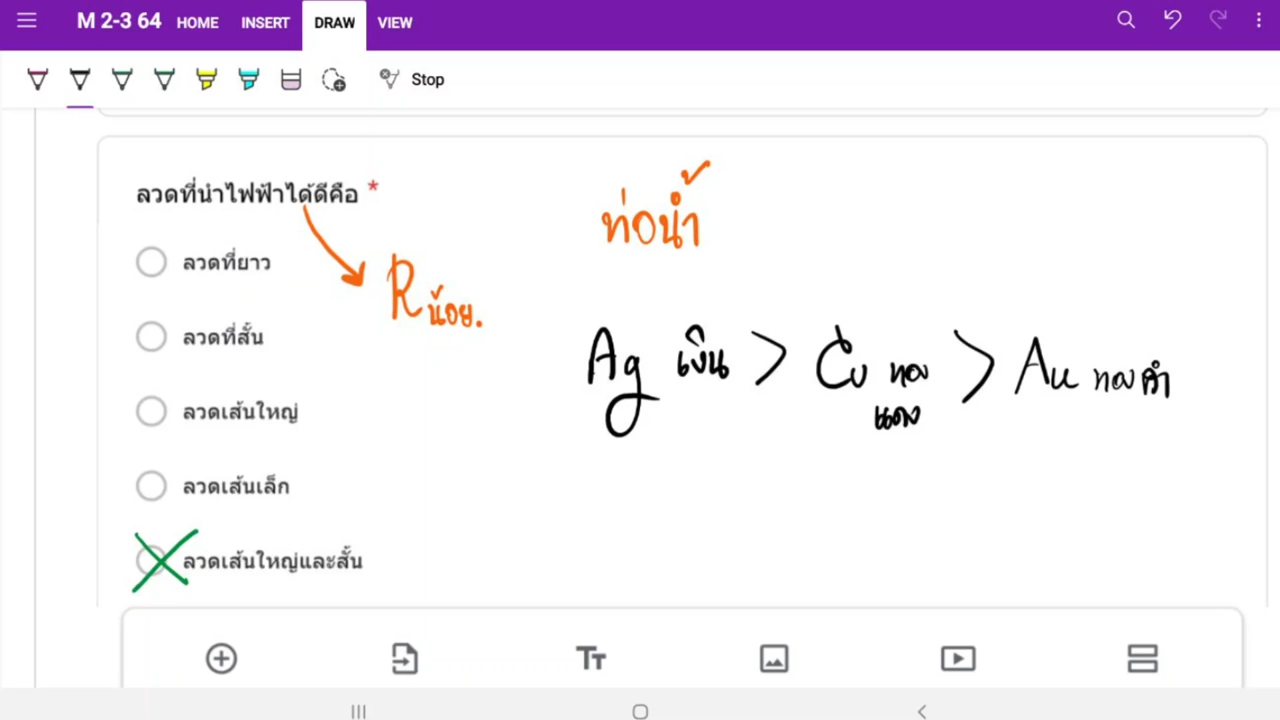 M 2-3 64 HOME INSERT DRAW VIEW
Stop
ลวดที่นำไฟฟ้าได้ดีคือ *
ท่อน้ำ
ลวดที่ยาว
R น้อย.
ลวดที่สั้น
Ag เงิน > Cu ทองแดง > Au ทองคำ
ลวดเส้นใหญ่
ลวดเส้นเล็ก
ลวดเส้นใหญ่และสั้น
Tт